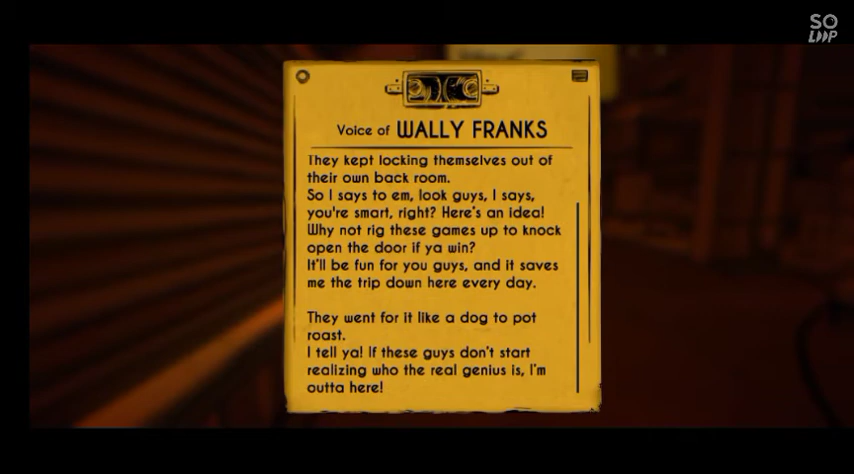 SO
LOOP
Voice of WALLY FRANKS
They kept locking themselves out of
their own back room.
So I says to em, look guys, I says,
you're smart, right? Here's an idea!
Why not rig these games up to knock
open the door if ya win?
It'll be fun for you guys, and it saves
me the trip down here every day.
They went for it like a dog to pot
roast.
I tell ya! If these guys don't start
realizing who the real genius is, I'm
outta here!